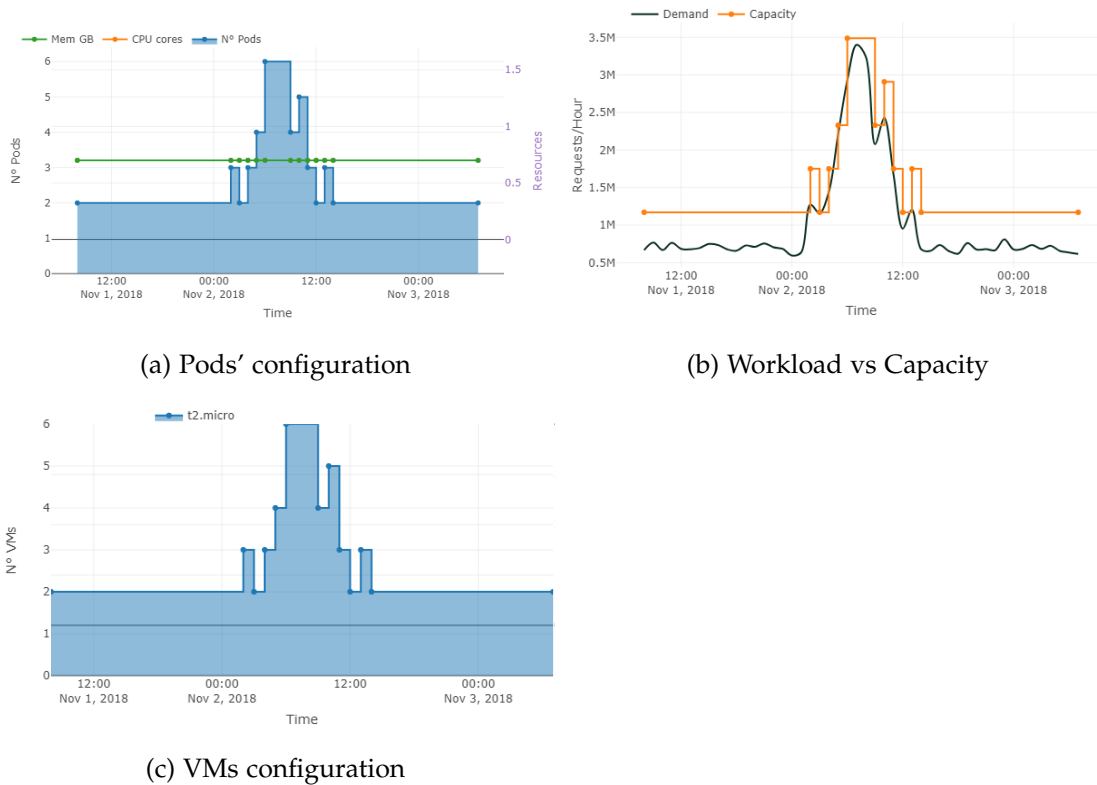 Mem GB CPU cores N° Pods
6
5
4
3
2
1
0
N° Pods
1.5
1
0.5
0
Resources
12:00 00:00 12:00 00:00
Nov 1, 2018 Nov 2, 2018 Nov 3, 2018
Time
(a) Pods' configuration
Demand Capacity
3.5M
3M
2.5M
2M
1.5M
1M
0.5M
Requests/Hour
12:00 00:00 12:00 00:00
Nov 1, 2018 Nov 2, 2018 Nov 3, 2018
Time
(b) Workload vs Capacity
t2.micro
6
5
4
3
2
1
0
N° VMs
12:00 00:00 12:00 00:00
Nov 1, 2018 Nov 2, 2018 Nov 3, 2018
Time
(c) VMs configuration